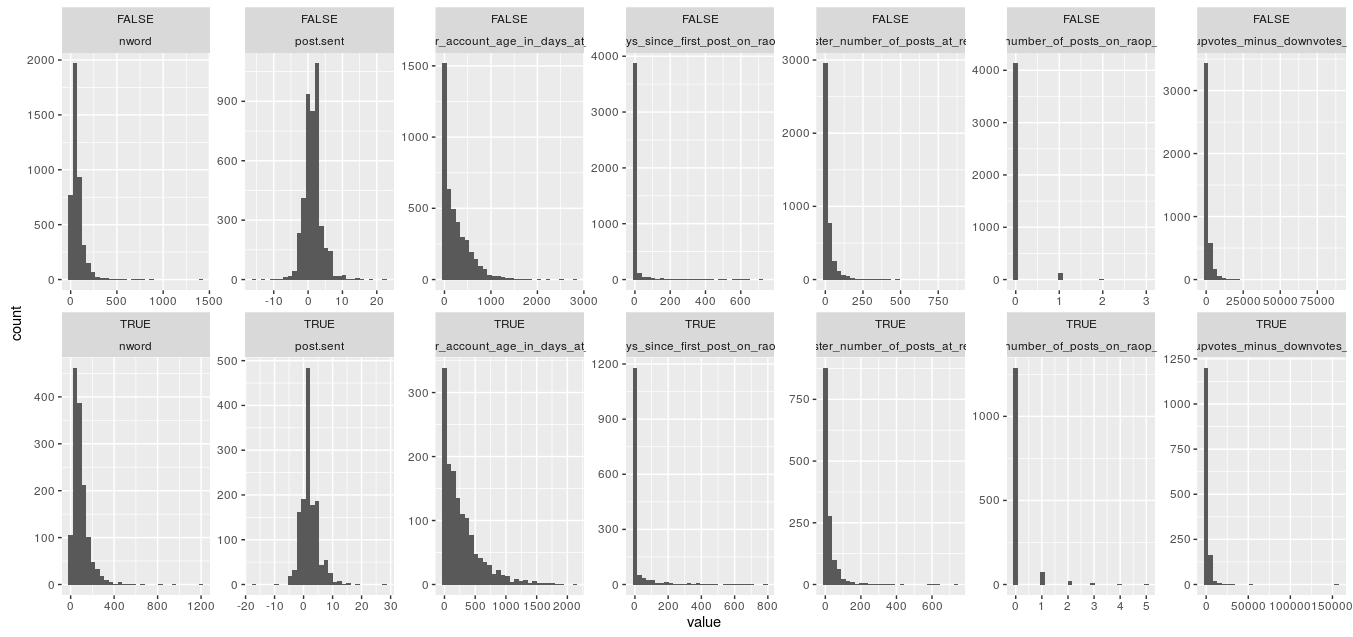 FALSE FALSE FALSE FALSE FALSE FALSE FALSE
nword post.sent r_account_age_in_days_at_ ys_since_first_post_on_rao ster_number_of_posts_at_re number_of_posts_on_raop_ upvotes_minus_downvotes_
2000 1500 1000 500 0
900 600 300 0
1500 1000 500 0
4000 3000 2000 1000 0
3000 2000 1000 0
4000 3000 2000 1000 0
3000 2000 1000 0
0 500 1000 1500
-10 0 10 20
0 1000 2000 3000
0 200 400 600
0 250 500 750
0 1 2 3
0 25000 50000 75000
count
TRUE TRUE TRUE TRUE TRUE TRUE TRUE
nword post.sent r_account_age_in_days_at_ ys_since_first_post_on_rao ster_number_of_posts_at_re number_of_posts_on_raop_ upvotes_minus_downvotes_
400 300 200 100 0
500 400 300 200 100 0
300 200 100 0
1200 900 600 300 0
750 500 250 0
1000 500 0
1250 1000 750 500 250 0
0 400 800 1200
-20 -10 0 10 20 30
0 500 1000 1500 2000
0 200 400 600 800
0 200 400 600
0 1 2 3 4 5
0 50000 100000 150000
value